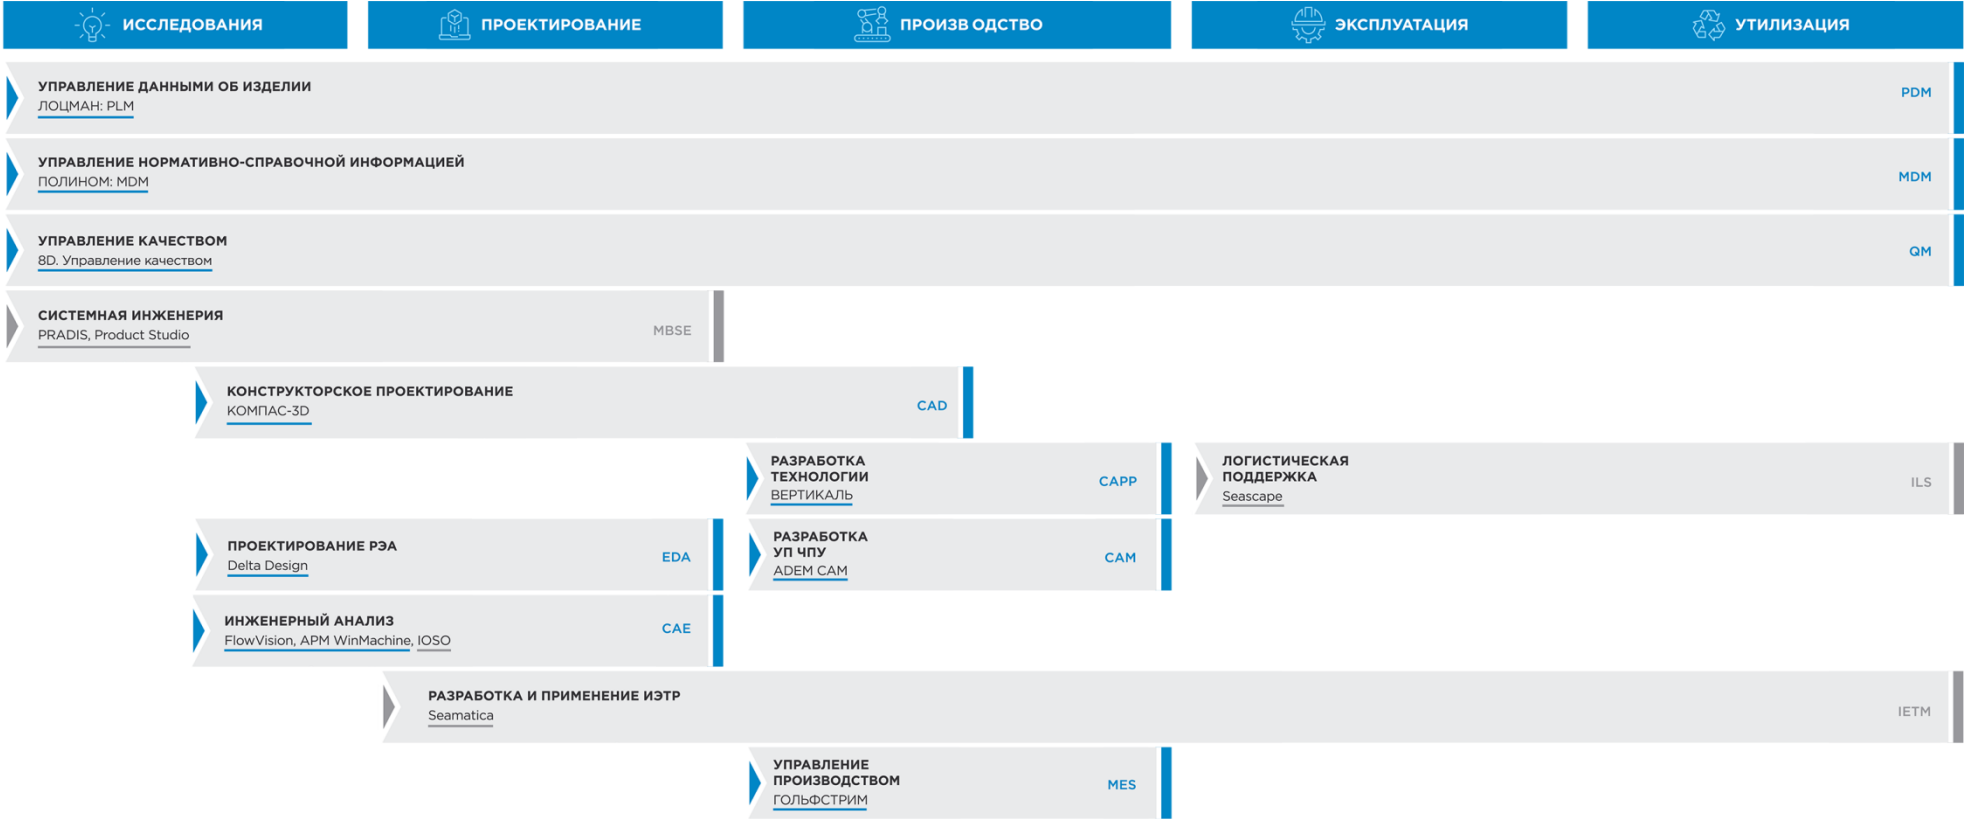 ИССЛЕДОВАНИЯ
ПРОЕКТИРОВАНИЕ
ПРОИЗВ ОДСТВО
ЭКСПЛУАТАЦИЯ
УТИЛИЗАЦИЯ
УПРАВЛЕНИЕ ДАННЫМИ ОБ ИЗДЕЛИИ
ЛОЦМАН: PLM
PDM
УПРАВЛЕНИЕ НОРМАТИВНО-СПРАВОЧНОЙ ИНФОРМАЦИЕЙ
ПОЛИНОМ: MDM
MDM
УПРАВЛЕНИЕ КАЧЕСТВОМ
8D. Управление качеством
QM
СИСТЕМНАЯ ИНЖЕНЕРИЯ
PRADIS, Product Studio
MBSE
КОНСТРУКТОРСКОЕ ПРОЕКТИРОВАНИЕ
КОМПАС-3D
CAD
РАЗРАБОТКА
ТЕХНОЛОГИИ
ВЕРТИКАЛЬ
CAPP
ЛОГИСТИЧЕСКАЯ
ПОДДЕРЖКА
Seascape
ILS
ПРОЕКТИРОВАНИЕ РЭА
Delta Design
EDA
РАЗРАБОТКА
УП ЧПУ
ADEM CAM
CAM
ИНЖЕНЕРНЫЙ АНАЛИЗ
FlowVision, APM WinMachine, IOSO
CAE
РАЗРАБОТКА И ПРИМЕНЕНИЕ ИЭТР
Seamatica
IETM
УПРАВЛЕНИЕ
ПРОИЗВОДСТВОМ
ГОЛЬФСТРИМ
MES